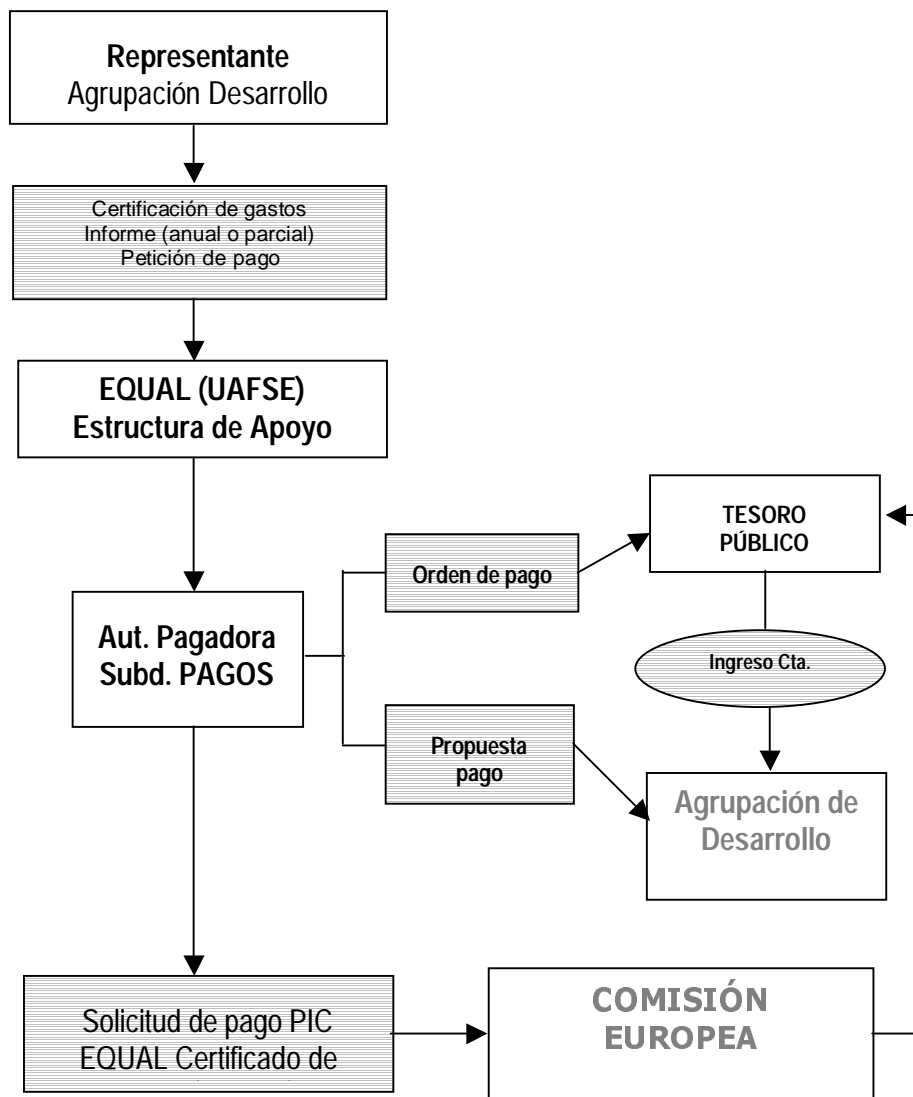 Representante
Agrupación Desarrollo
Certificación de gastos
Informe (anual o parcial)
Petición de pago
EQUAL (UAFSE)
Estructura de Apoyo
TESORO
PÚBLICO
Orden de pago
Aut. Pagadora
Subd. PAGOS
Ingreso Cta.
Propuesta
pago
Agrupación de
Desarrollo
Solicitud de pago PIC
EQUAL Certificado de
COMISIÓN
EUROPEA